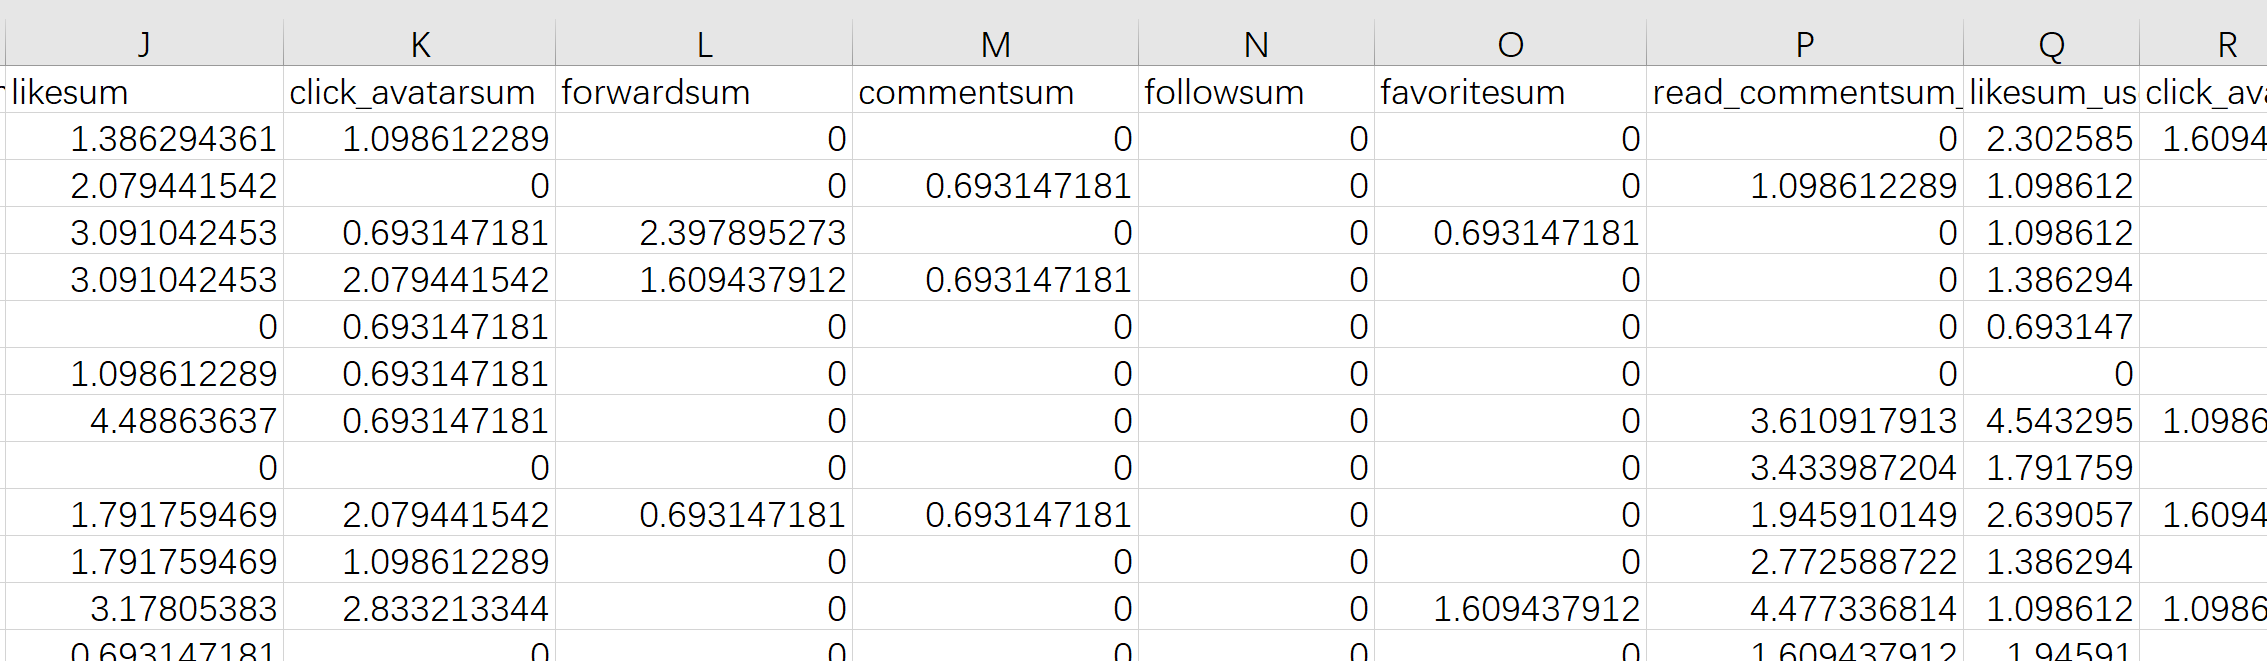 J K L M N O P Q R
likesum click_avatarsum forwardsum commentsum followsum favoritesum read_commentsum_ likesum_us click_av
1.386294361 1.098612289 0 0 0 0 0 2.302585 1.6094
2.079441542 0 0 0.693147181 0 0 1.098612289 1.098612
3.091042453 0.693147181 2.397895273 0 0 0.693147181 0 1.098612
3.091042453 2.079441542 1.609437912 0.693147181 0 0 0 1.386294
0 0.693147181 0 0 0 0 0 0.693147
1.098612289 0.693147181 0 0 0 0 0 0
4.48863637 0.693147181 0 0 0 0 3.610917913 4.543295 1.0986
0 0 0 0 0 0 3.433987204 1.791759
1.791759469 2.079441542 0.693147181 0.693147181 0 0 1.945910149 2.639057 1.6094
1.791759469 1.098612289 0 0 0 0 2.772588722 1.386294
3.17805383 2.833213344 0 0 0 1.609437912 4.477336814 1.098612 1.0986
0.693147181 0 0 0 0 0 1.609437912 1.94591